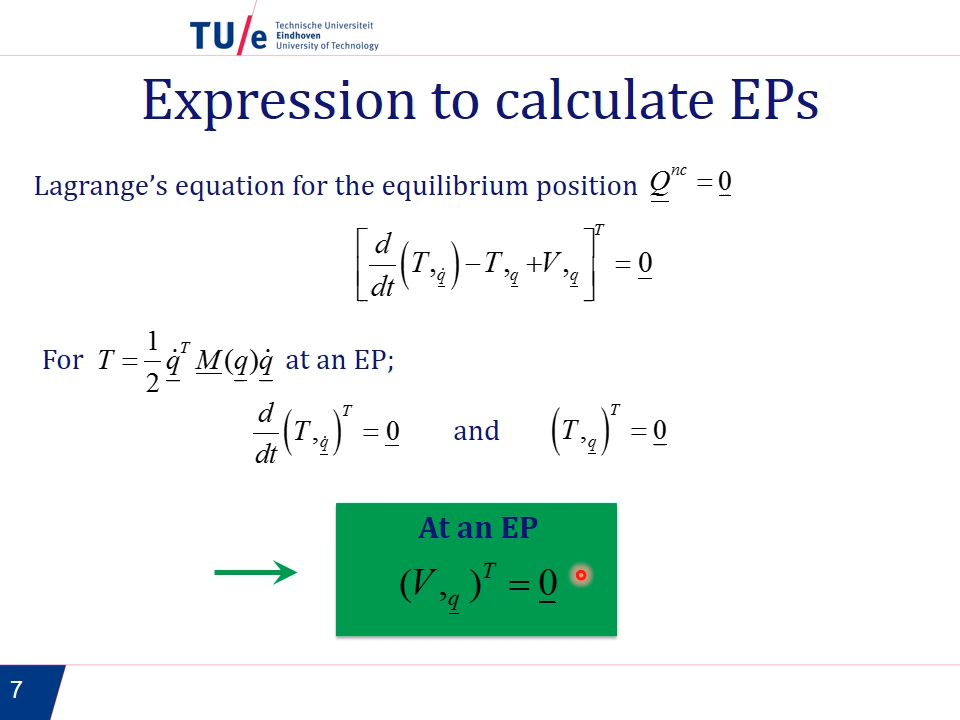 TU/e Technische Universiteit
Eindhoven
University of Technology
Expression to calculate EPs
Lagrange’s equation for the equilibrium position Q̲ⁿᶜ = 0̲
[d/dt (T,_q̲̇) − T,_q̲ + V,_q̲]ᵀ = 0̲
For T = 1/2 q̲̇ᵀ M̲(q̲)q̲̇ at an EP;
d/dt (T,_q̲̇)ᵀ = 0̲ and (T,_q̲)ᵀ = 0̲
At an EP
(V,_q̲)ᵀ = 0̲
7